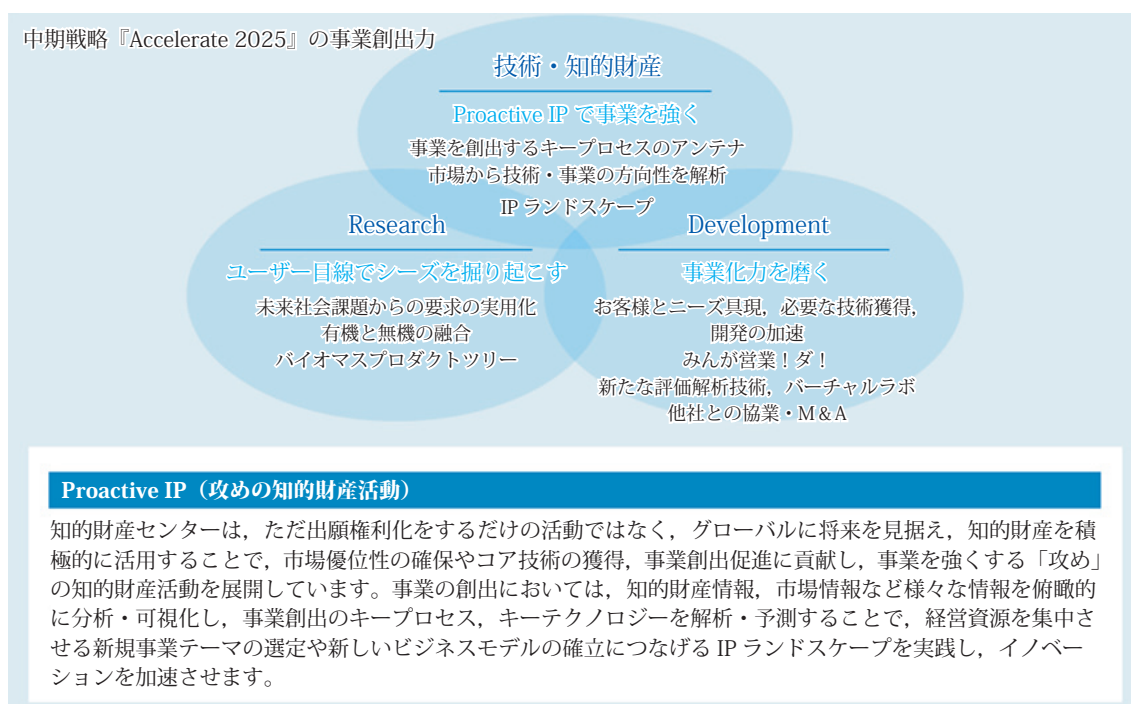 中期戦略『Accelerate 2025』の事業創出力
技術・知的財産
Proactive IP で事業を強く
事業を創出するキープロセスのアンテナ
市場から技術・事業の方向性を解析
IP ランドスケープ
Research
ユーザー目線でシーズを掘り起こす
未来社会課題からの要求の実用化
有機と無機の融合
バイオマスプロダクトツリー
Development
事業化力を磨く
お客様とニーズ具現，必要な技術獲得，
開発の加速
みんが営業！ダ！
新たな評価解析技術，バーチャルラボ
他社との協業・M＆A
Proactive IP（攻めの知的財産活動）
知的財産センターは，ただ出願権利化をするだけの活動ではなく，グローバルに将来を見据え，知的財産を積
極的に活用することで，市場優位性の確保やコア技術の獲得，事業創出促進に貢献し，事業を強くする「攻め」
の知的財産活動を展開しています。事業の創出においては，知的財産情報，市場情報など様々な情報を俯瞰的
に分析・可視化し，事業創出のキープロセス，キーテクノロジーを解析・予測することで，経営資源を集中さ
せる新規事業テーマの選定や新しいビジネスモデルの確立につなげる IP ランドスケープを実践し，イノベー
ションを加速させます。